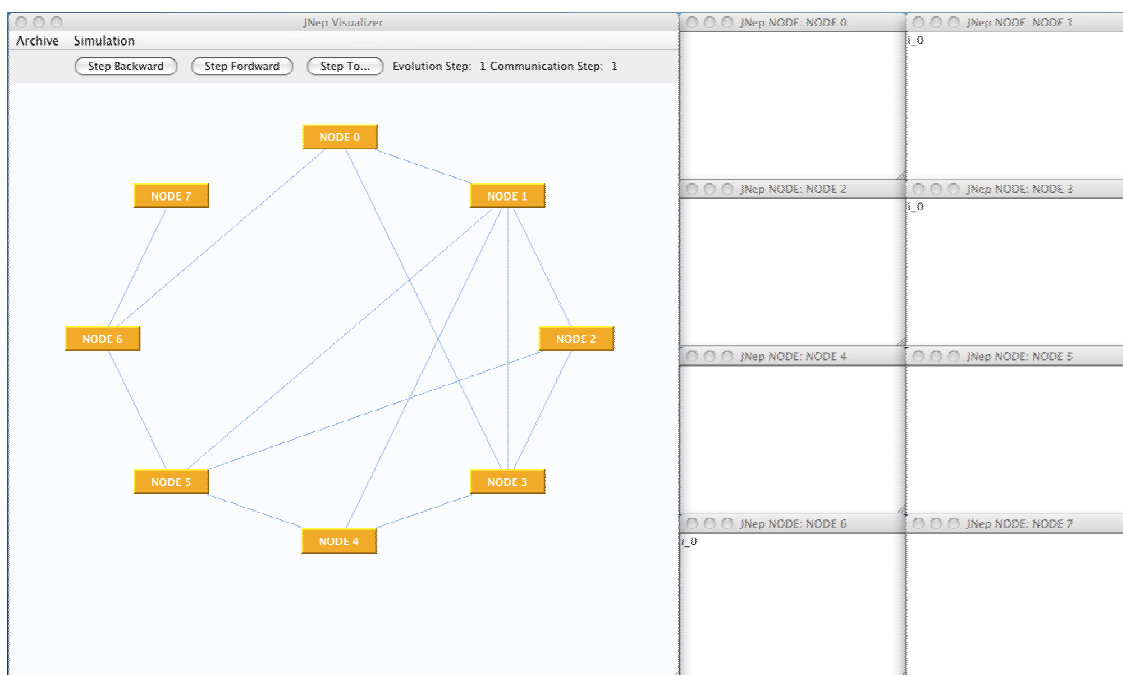 JNep Visualizer
Archive Simulation
Step Backward Step Fordward Step To... Evolution Step: 1 Communication Step: 1
NODE 0
NODE 7
NODE 1
NODE 6
NODE 2
NODE 5
NODE 3
NODE 4
JNep NODE: NODE 0
JNep NODE: NODE 1
i_0
JNep NODE: NODE 2
JNep NODE: NODE 3
i_0
JNep NODE: NODE 4
JNep NODE: NODE 5
JNep NODE: NODE 6
i_0
JNep NODE: NODE 7